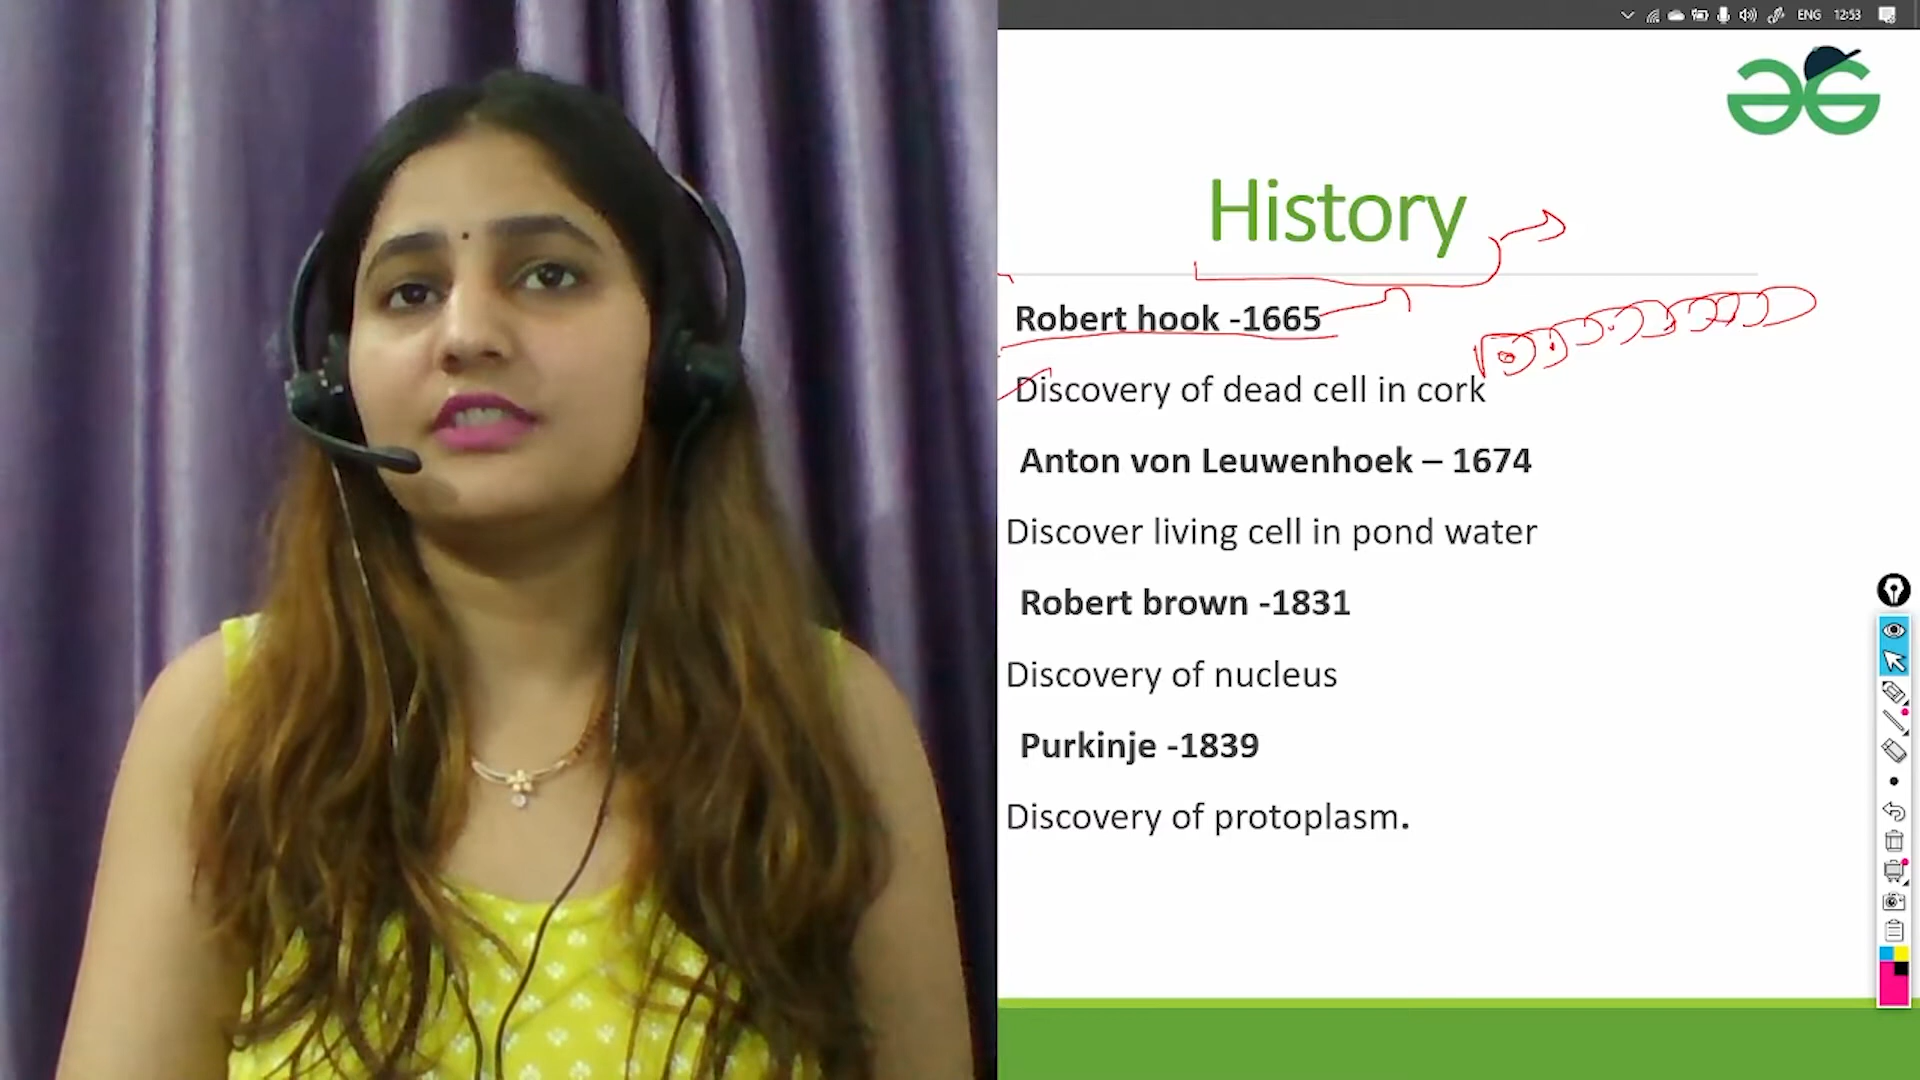 ENG 12:53
History
Robert hook -1665
Discovery of dead cell in cork
Anton von Leuwenhoek – 1674
Discover living cell in pond water
Robert brown -1831
Discovery of nucleus
Purkinje -1839
Discovery of protoplasm.